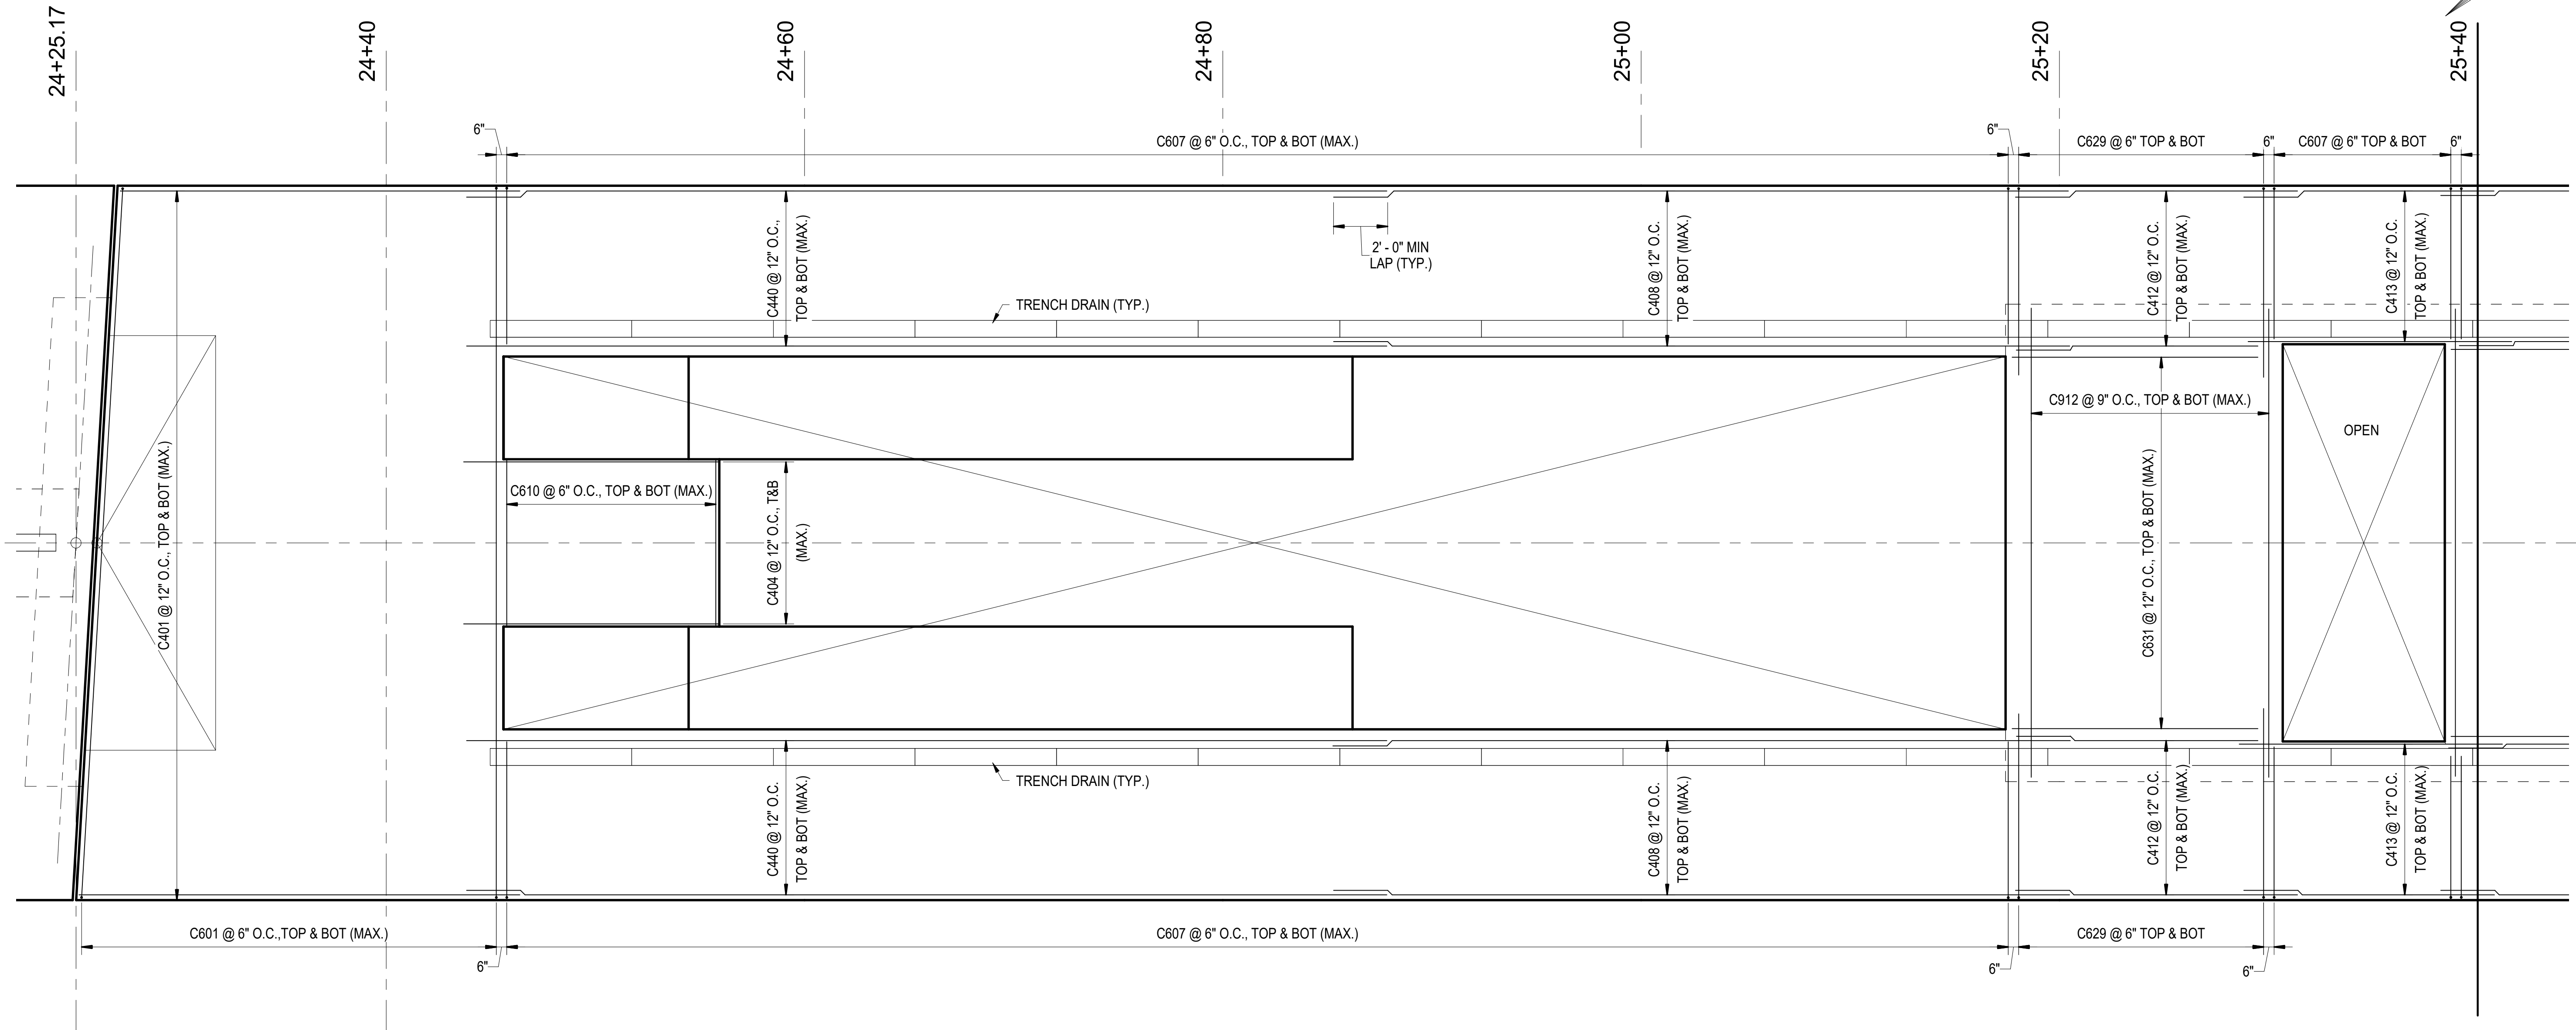 24+25.17
24+40
24+60
24+80
25+00
25+20
25+40
6"
C607 @ 6" O.C., TOP & BOT (MAX.)
6"
C629 @ 6" TOP & BOT
6"
C607 @ 6" TOP & BOT
6"
C440 @ 12" O.C.,
TOP & BOT (MAX.)
2' - 0" MIN
LAP (TYP.)
C408 @ 12" O.C.
TOP & BOT (MAX.)
C412 @ 12" O.C.
TOP & BOT (MAX.)
C413 @ 12" O.C.
TOP & BOT (MAX.)
TRENCH DRAIN (TYP.)
C401 @ 12" O.C., TOP & BOT (MAX.)
C610 @ 6" O.C., TOP & BOT (MAX.)
C404 @ 12" O.C., T&B
(MAX.)
C631 @ 12" O.C., TOP & BOT (MAX.)
C912 @ 9" O.C., TOP & BOT (MAX.)
OPEN
TRENCH DRAIN (TYP.)
C440 @ 12" O.C.
TOP & BOT (MAX.)
C408 @ 12" O.C.
TOP & BOT (MAX.)
C412 @ 12" O.C.
TOP & BOT (MAX.)
C413 @ 12" O.C.
TOP & BOT (MAX.)
C601 @ 6" O.C.,TOP & BOT (MAX.)
6"
C607 @ 6" O.C., TOP & BOT (MAX.)
6"
C629 @ 6" TOP & BOT
6"